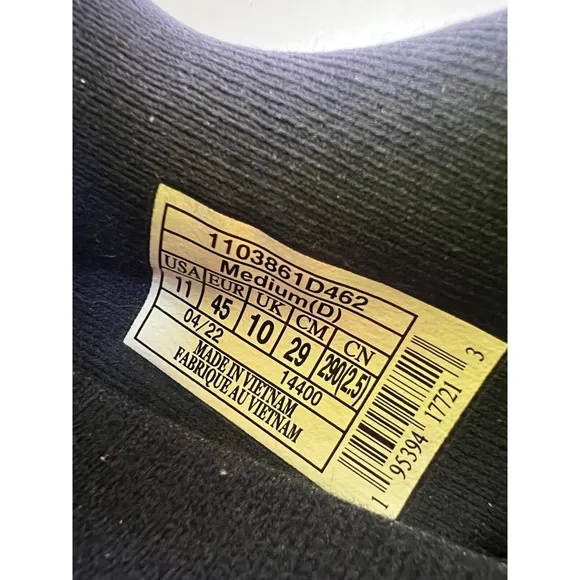 1103861D462
Medium(D)
USA EUR UK CM CN
11 45 10 29 290(2.5)
04/22 14400
MADE IN VIETNAM
FABRIQUE AU VIETNAM
1 95394 17721 3